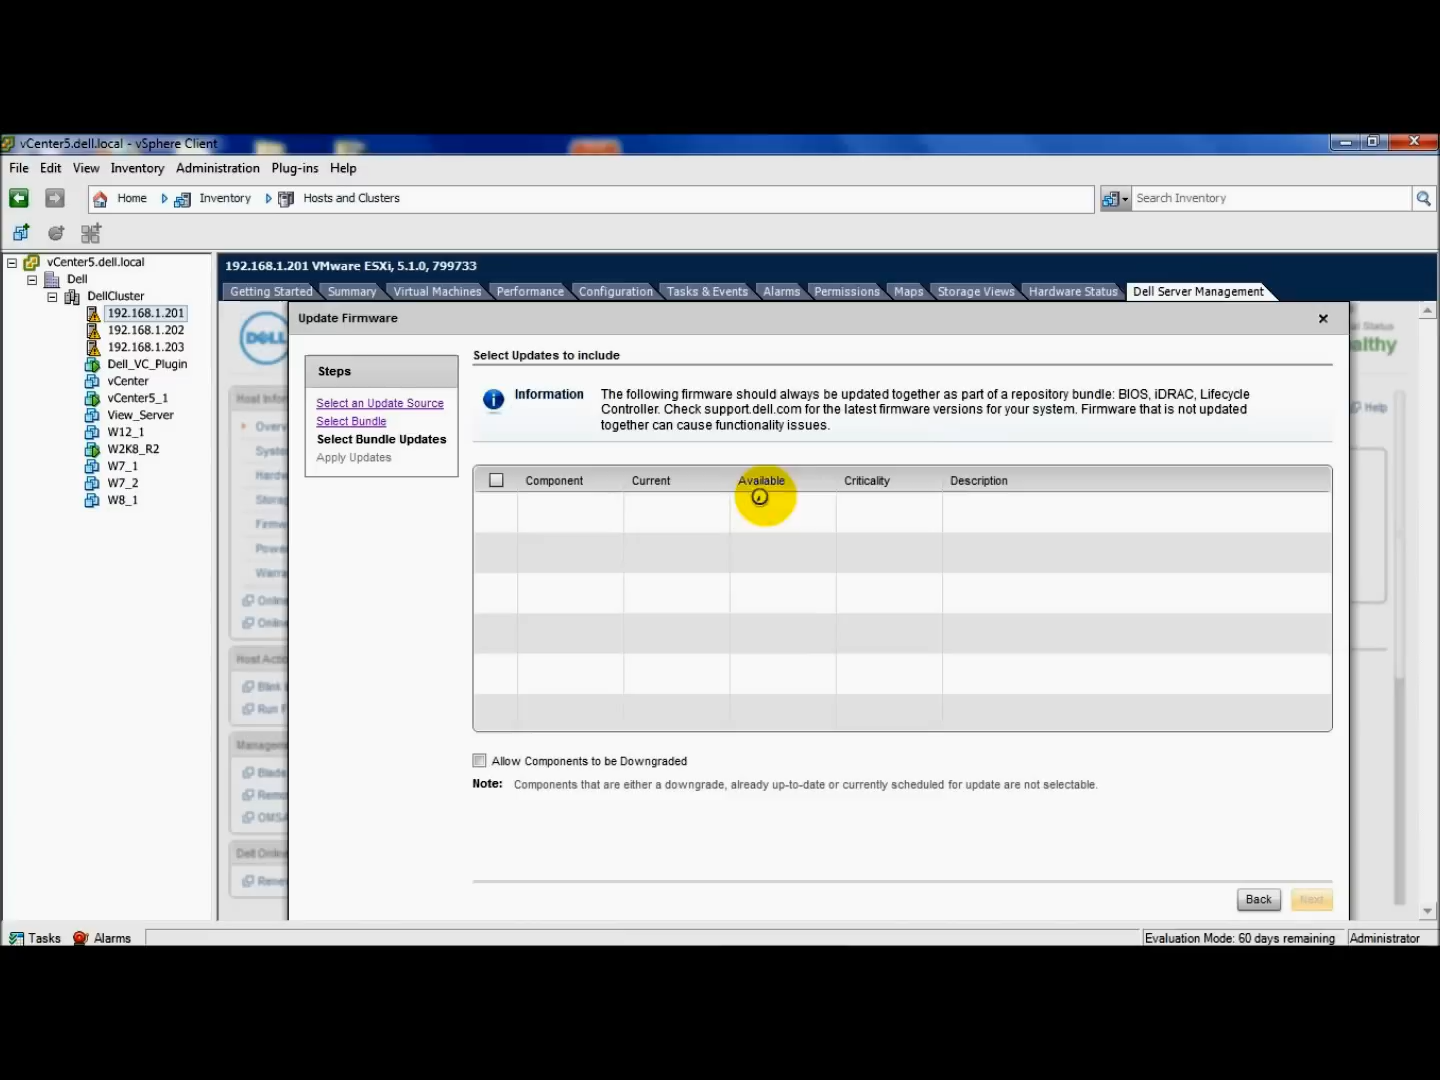 vCenter5.dell.local - vSphere Client
File Edit View Inventory Administration Plug-ins Help
Home Inventory Hosts and Clusters Search Inventory
vCenter5.dell.local
Dell
DellCluster
192.168.1.201
192.168.1.202
192.168.1.203
Dell_VC_Plugin
vCenter
vCenter5_1
View_Server
W12_1
W2K8_R2
W7_1
W7_2
W8_1
192.168.1.201 VMware ESXi, 5.1.0, 799733
Getting Started Summary Virtual Machines Performance Configuration Tasks & Events Alarms Permissions Maps Storage Views Hardware Status Dell Server Management
DELL
Help
Update Firmware
Steps
Select an Update Source
Select Bundle
Select Bundle Updates
Apply Updates
Select Updates to include
Information
The following firmware should always be updated together as part of a repository bundle: BIOS, iDRAC, Lifecycle
Controller. Check support.dell.com for the latest firmware versions for your system. Firmware that is not updated
together can cause functionality issues.
Component Current Available Criticality Description
Allow Components to be Downgraded
Note: Components that are either a downgrade, already up-to-date or currently scheduled for update are not selectable.
Back Next
Tasks Alarms
Evaluation Mode: 60 days remaining Administrator